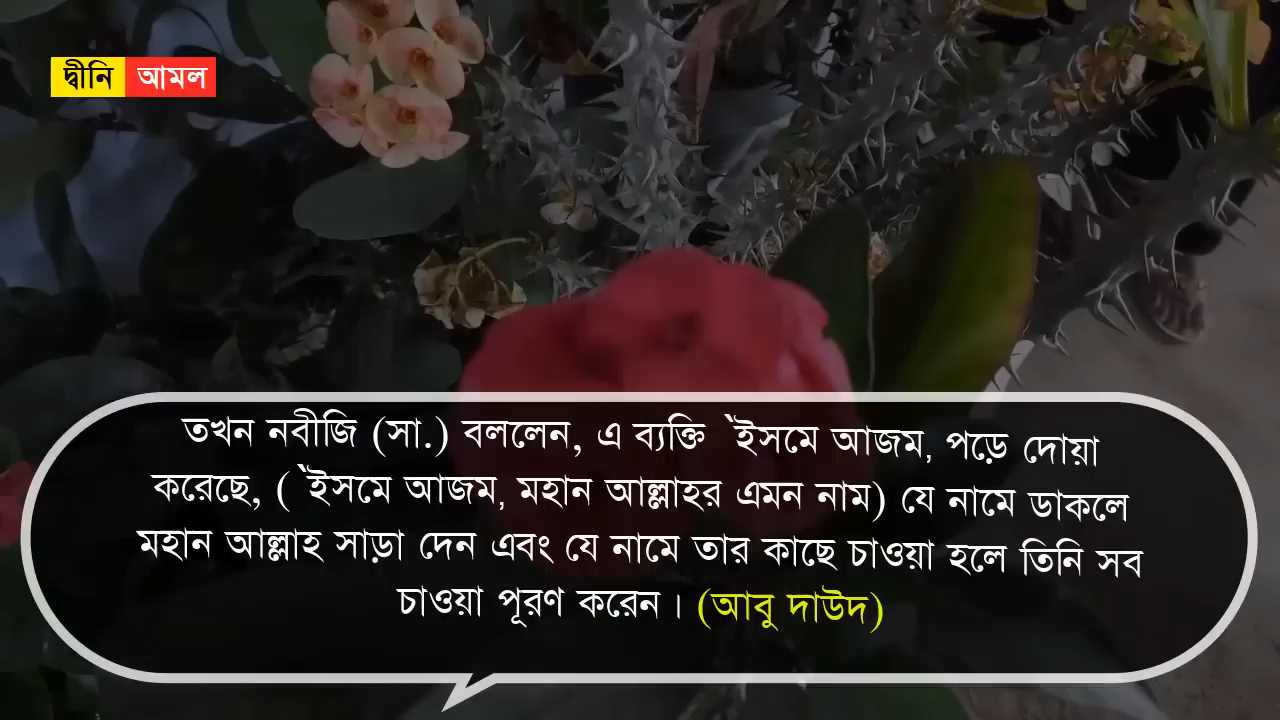 দ্বীনি আমল
তখন নবীজি (সা.) বললেন, এ ব্যক্তি `ইসমে আজম, পড়ে দোয়া
করেছে, ( `ইসমে আজম, মহান আল্লাহর এমন নাম) যে নামে ডাকলে
মহান আল্লাহ সাড়া দেন এবং যে নামে তার কাছে চাওয়া হলে তিনি সব
চাওয়া পূরণ করেন। (আবু দাউদ)